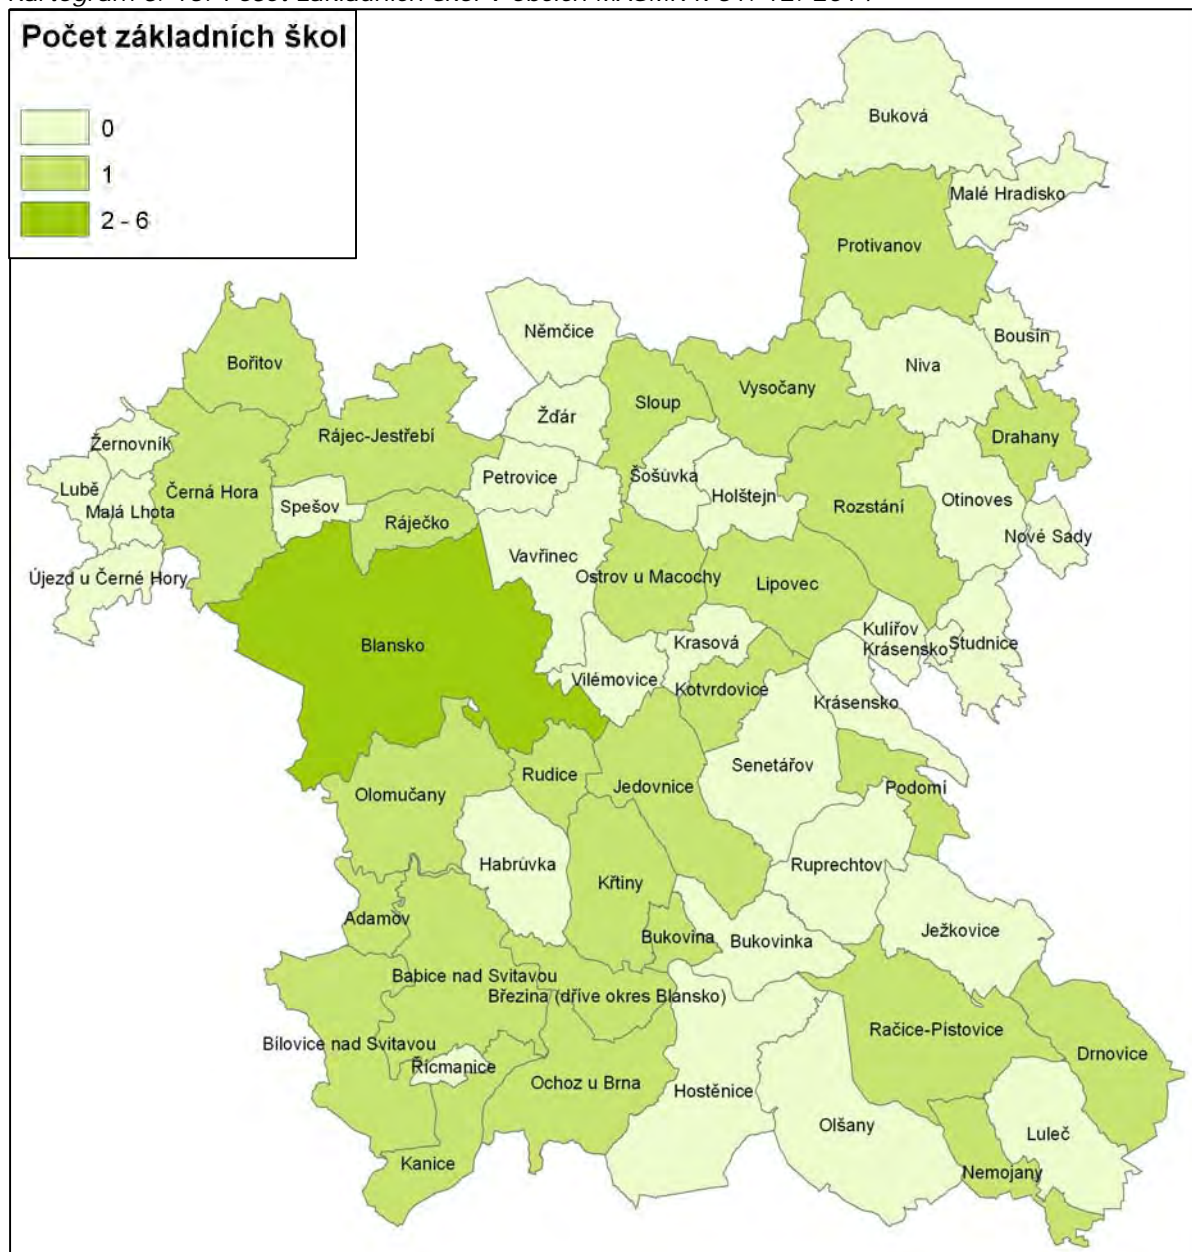 Počet základních škol
0
1
2 - 6
Buková
Malé Hradisko
Protivanov
Němčice
Bousín
Niva
Bořitov
Vysočany
Sloup
Žďár
Rájec-Jestřebí
Drahany
Žernovník
Petrovice
Šošůvka
Lubě
Černá Hora
Holštejn
Otinoves
Spešov
Rozstání
Malá Lhota
Ráječko
Nové Sady
Vavřinec
Újezd u Černé Hory
Ostrov u Macochy
Lipovec
Kulířov
Krasová
Blansko
Krásensko
Studnice
Vilémovice
Kotvrdovice
Krásensko
Senetářov
Rudice
Jedovnice
Podomí
Olomučany
Habrůvka
Ruprechtov
Křtiny
Adamov
Ježkovice
Bukovina
Bukovinka
Babice nad Svitavou
Březina (dříve okres Blansko)
Račice-Pístovice
Bílovice nad Svitavou
Drnovice
Řícmanice
Ochoz u Brna
Hostěnice
Olšany
Luleč
Kanice
Nemojany